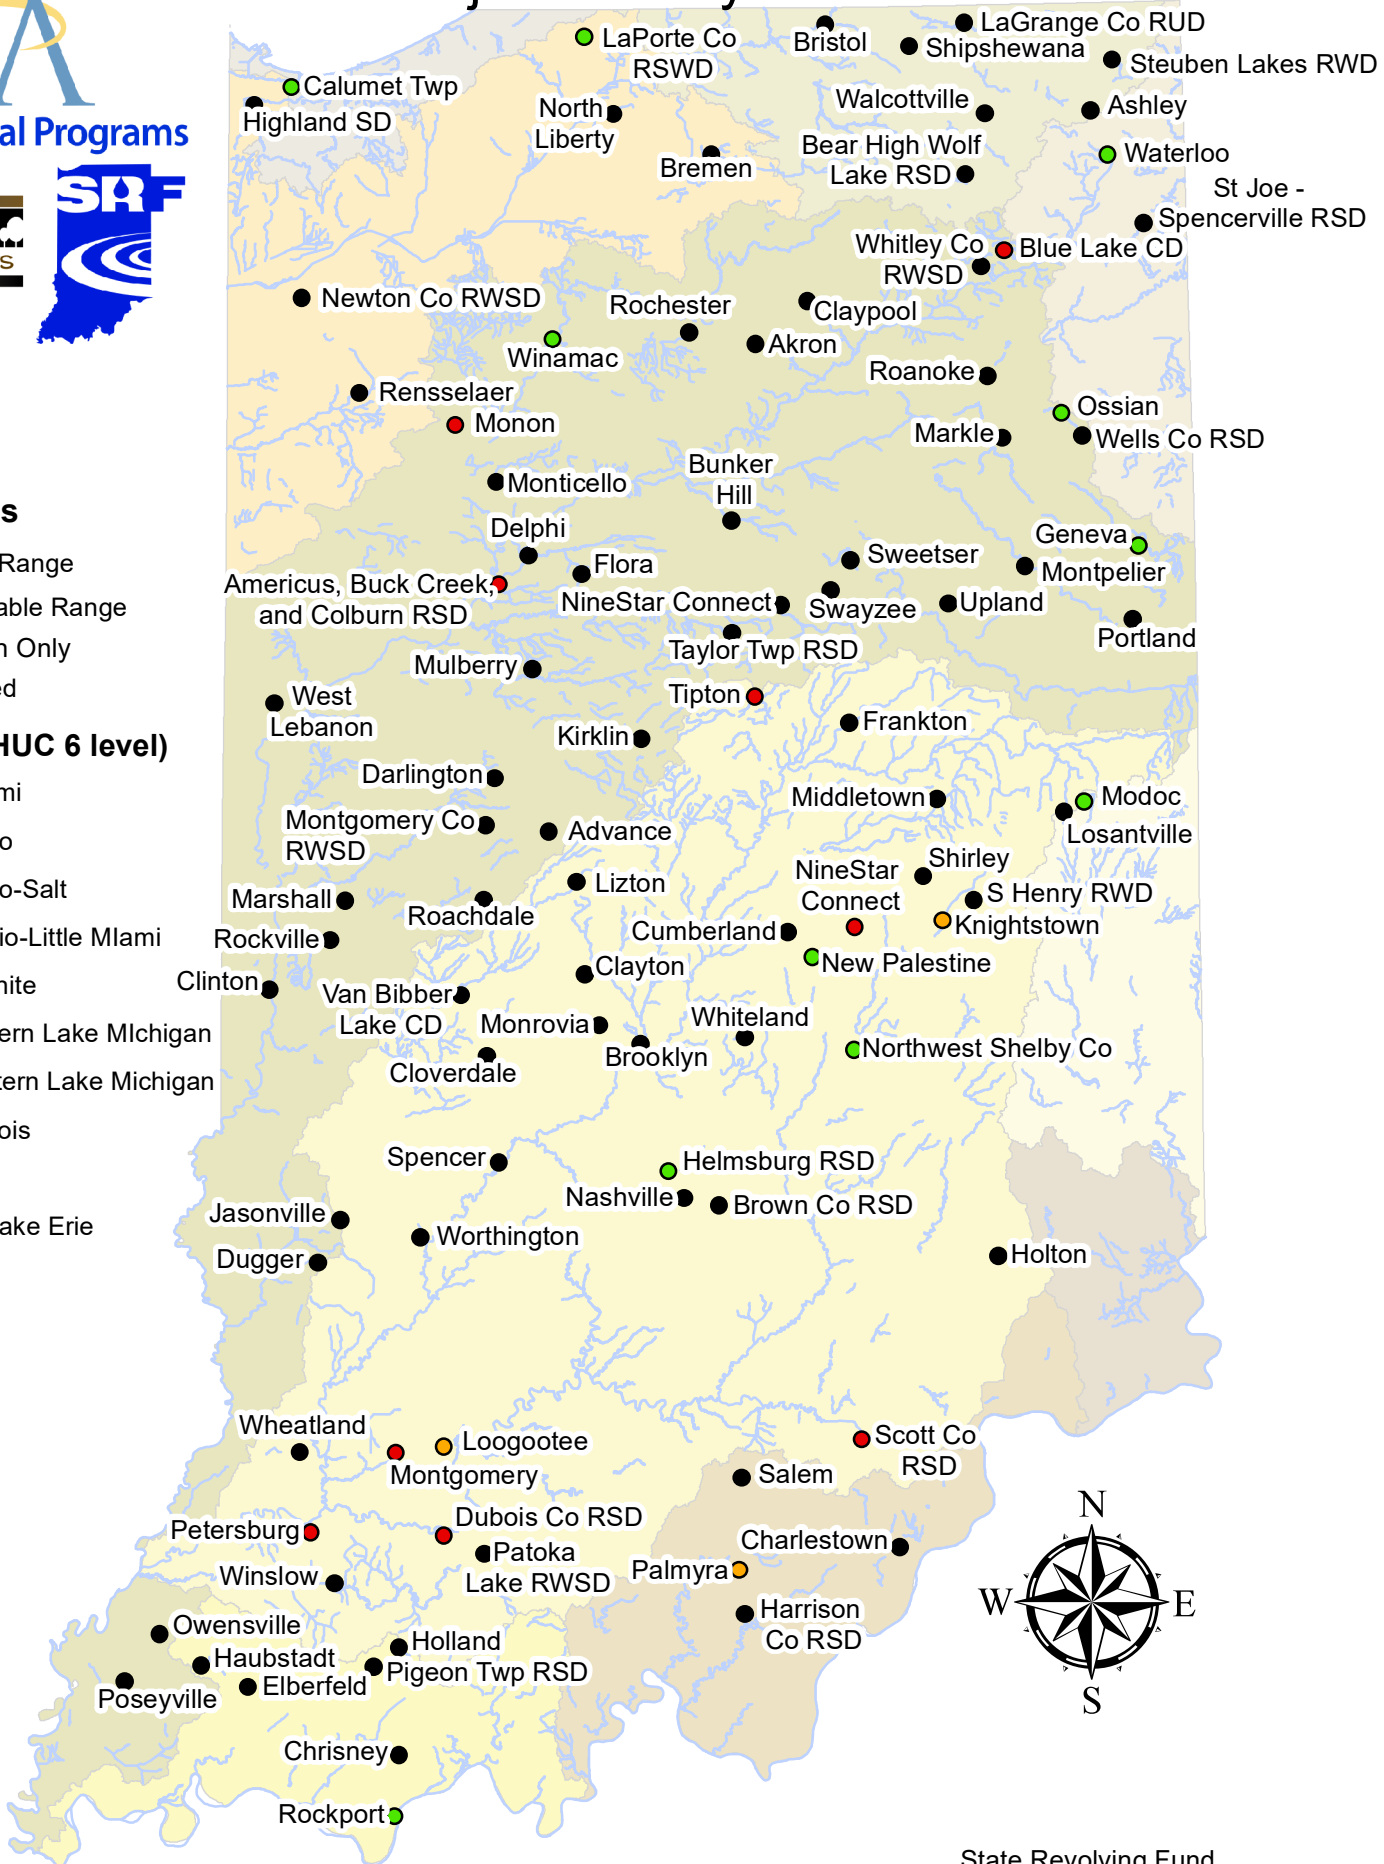 LaGrange Co RUD
LaPorte Co
RSWD
Bristol
Shipshewana
Steuben Lakes RWD
Calumet Twp
Highland SD
North
Liberty
Walcottville
Ashley
al Programs
Bremen
Bear High Wolf
Lake RSD
Waterloo
SRF
St Joe -
Spencerville RSD
S
Whitley Co
RWSD
Blue Lake CD
Newton Co RWSD
Rochester
Claypool
Winamac
Akron
Roanoke
Rensselaer
Monon
Ossian
Markle
Wells Co RSD
Bunker
Hill
Monticello
s
Delphi
Geneva
Range
Flora
Sweetser
Montpelier
Americus, Buck Creek,
and Colburn RSD
able Range
NineStar Connect
Swayzee
Upland
Portland
n Only
Taylor Twp RSD
Mulberry
ed
West
Lebanon
Tipton
Frankton
HUC 6 level)
Kirklin
Darlington
mi
Middletown
Modoc
Losantville
Montgomery Co
RWSD
Advance
o
NineStar
Connect
Shirley
o-Salt
Lizton
S Henry RWD
Marshall
Roachdale
Cumberland
Knightstown
io-Little MIami
Rockville
New Palestine
Clayton
hite
Clinton
Van Bibber
Lake CD
Monrovia
Whiteland
ern Lake MIchigan
Brooklyn
Northwest Shelby Co
Cloverdale
tern Lake Michigan
ois
Spencer
Helmsburg RSD
Nashville
Brown Co RSD
Jasonville
ake Erie
Worthington
Dugger
Holton
Wheatland
Loogootee
Montgomery
Scott Co
RSD
Salem
Petersburg
Dubois Co RSD
Patoka
Lake RWSD
Charlestown
N
Winslow
Palmyra
W
E
Harrison
Co RSD
Owensville
Holland
Haubstadt
Pigeon Twp RSD
Elberfeld
Poseyville
S
Chrisney
Rockport
State Revolving Fund